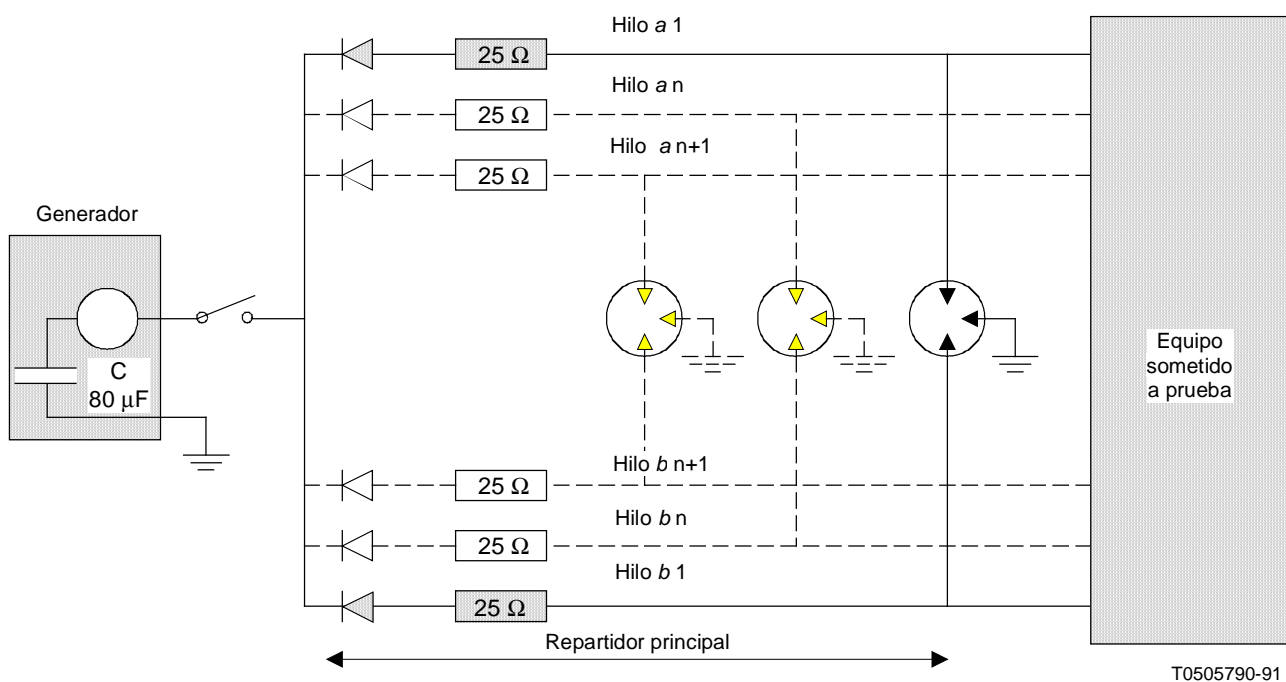 Hilo a 1
25 Ω
Hilo a n
25 Ω
Hilo a n+1
25 Ω
Generador
C
80 μF
Equipo
sometido
a prueba
Hilo b n+1
25 Ω
Hilo b n
25 Ω
Hilo b 1
25 Ω
Repartidor principal
T0505790-91